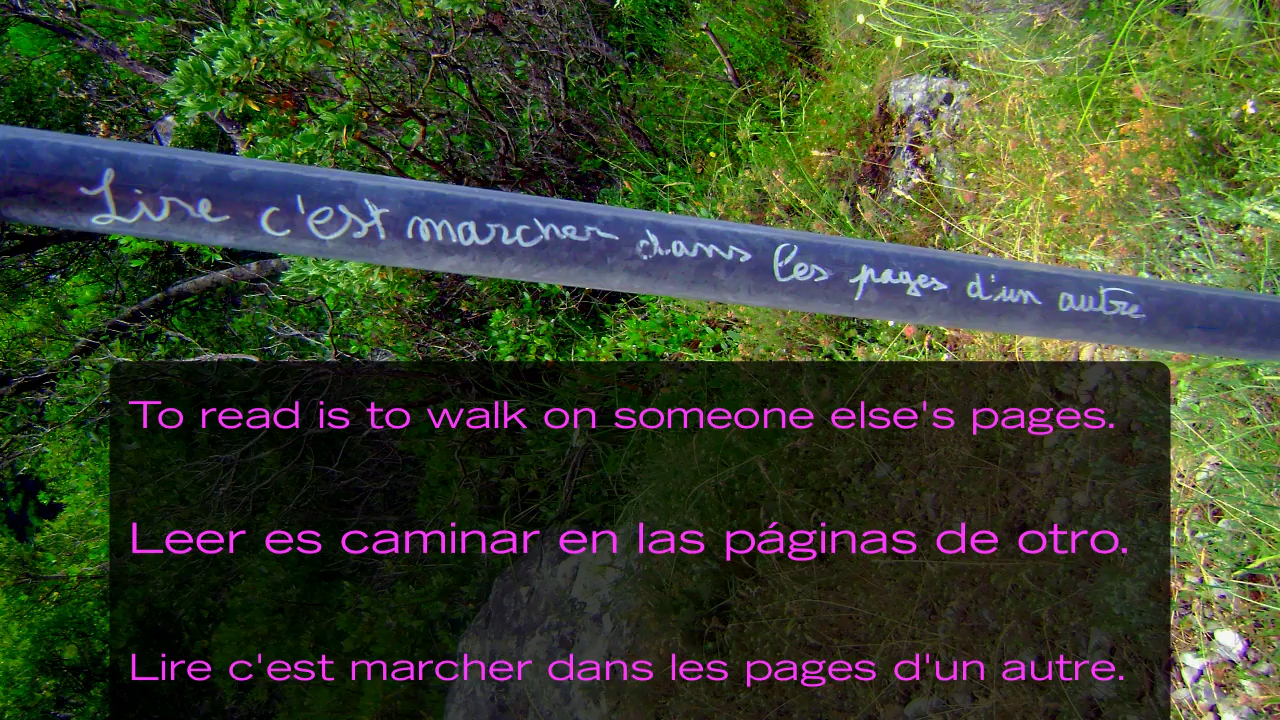 Lire c'est marcher dans les pages d'un autre
To read is to walk on someone else's pages.
Leer es caminar en las páginas de otro.
Lire c'est marcher dans les pages d'un autre.